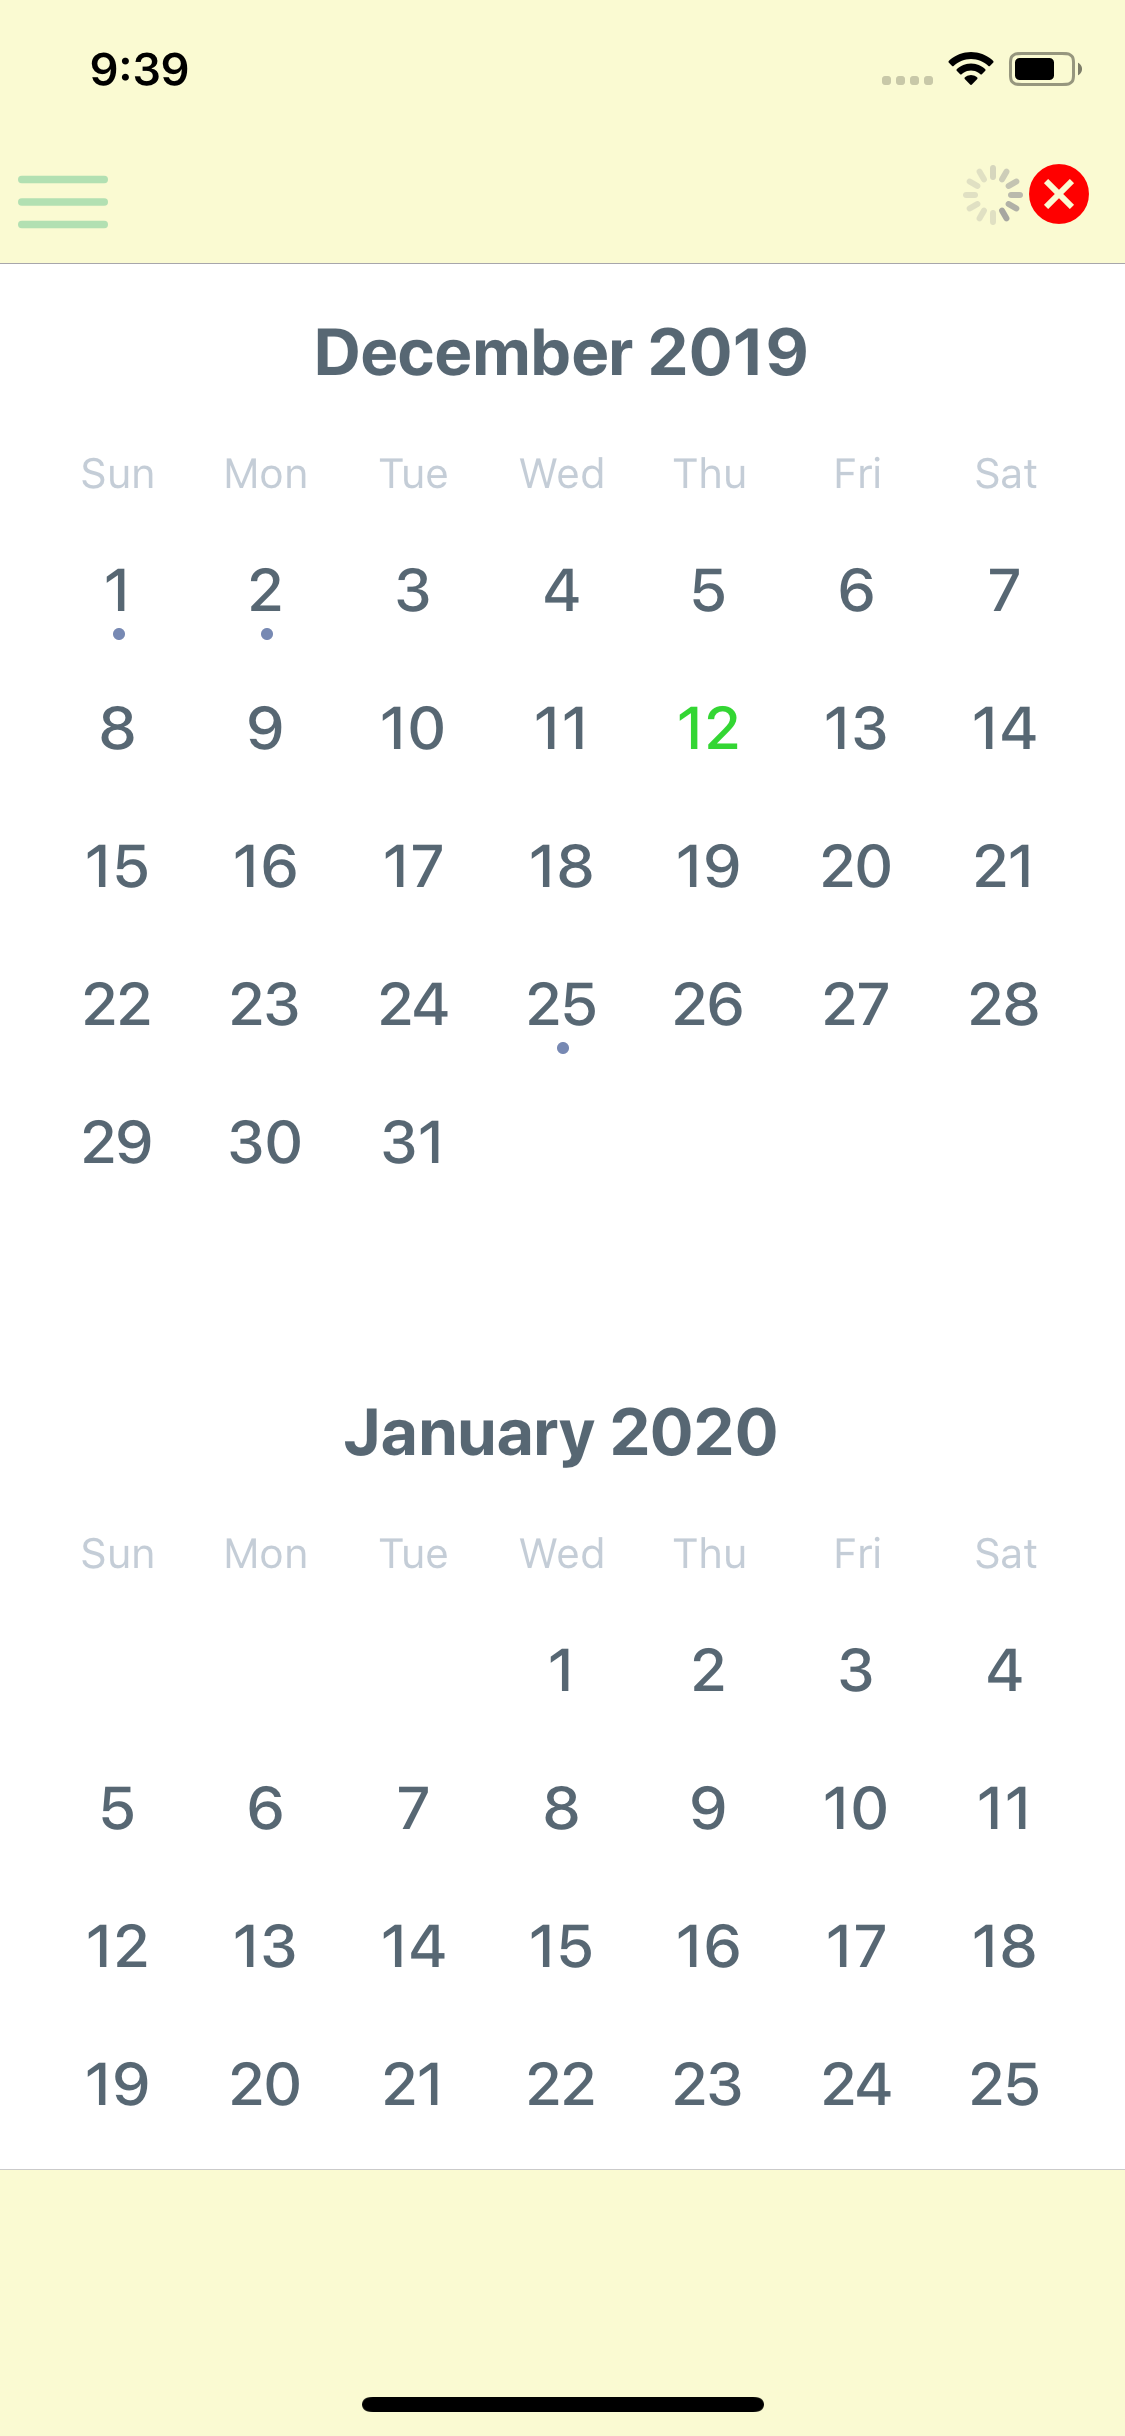 9:39
December 2019
Sun Mon Tue Wed Thu Fri Sat
1 2 3 4 5 6 7
8 9 10 11 12 13 14
15 16 17 18 19 20 21
22 23 24 25 26 27 28
29 30 31
January 2020
Sun Mon Tue Wed Thu Fri Sat
1 2 3 4
5 6 7 8 9 10 11
12 13 14 15 16 17 18
19 20 21 22 23 24 25